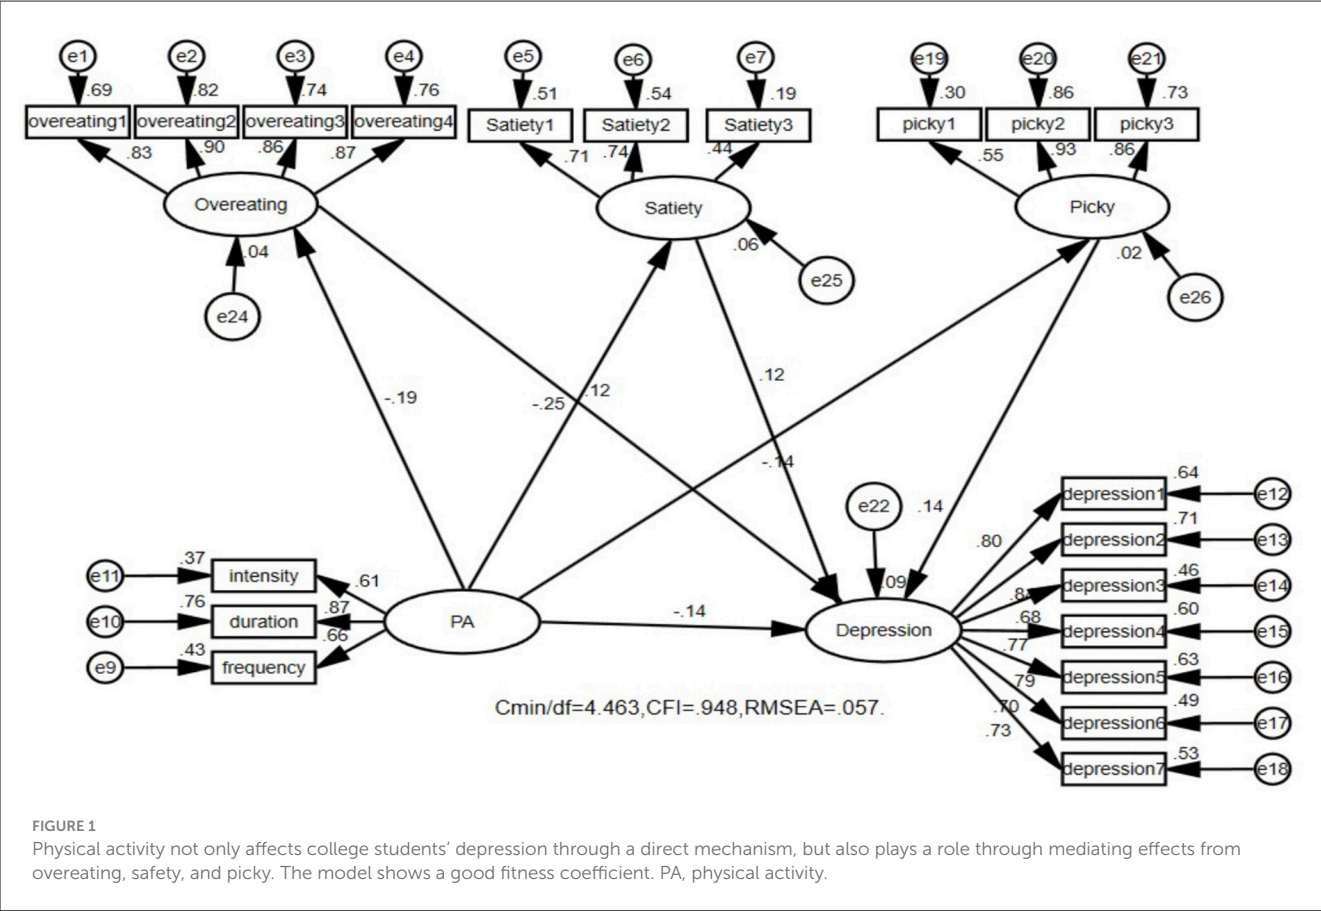 e1 e2 e3 e4 e5 e6 e7 e19 e20 e21
.69 .82 .74 .76 .51 .54 .19 .30 .86 .73
overeating1 overeating2 overeating3 overeating4 Satiety1 Satiety2 Satiety3 picky1 picky2 picky3
.83 .90 .86 .87 .71 .74 .44 .55 .93 .86
Overeating Satiety Picky
.04 .06 .02
e24 e25 e26
-.19 -.25 .12 .12 -.14 .14
e22
.09
e11 .37 intensity .61
e10 .76 duration .87
e9 .43 frequency .66
PA -.14 Depression
.80 depression1 .64 e12
depression2 .71 e13
depression3 .46 e14
.68 depression4 .60 e15
.77 depression5 .63 e16
.79 depression6 .49 e17
.70
.73 depression7 .53 e18
Cmin/df=4.463,CFI=.948,RMSEA=.057.
FIGURE 1
Physical activity not only affects college students' depression through a direct mechanism, but also plays a role through mediating effects from
overeating, safety, and picky. The model shows a good fitness coefficient. PA, physical activity.